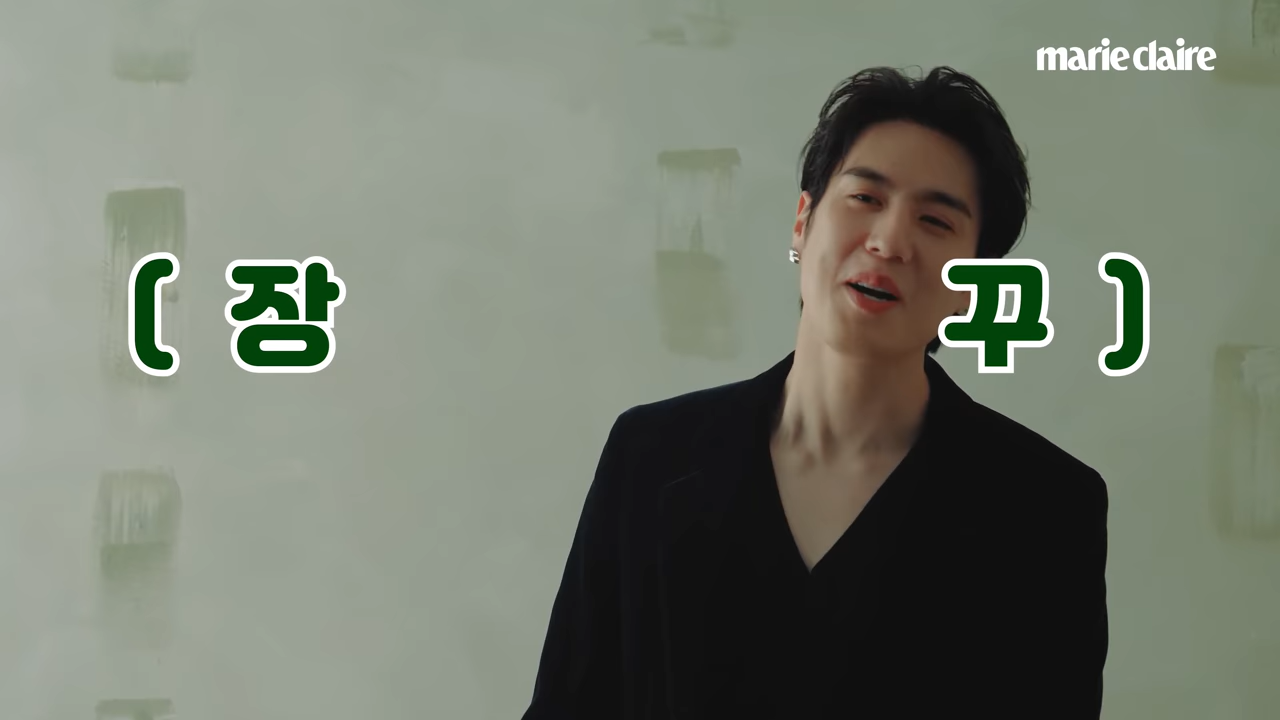 marie claire
( 장 꾸 )